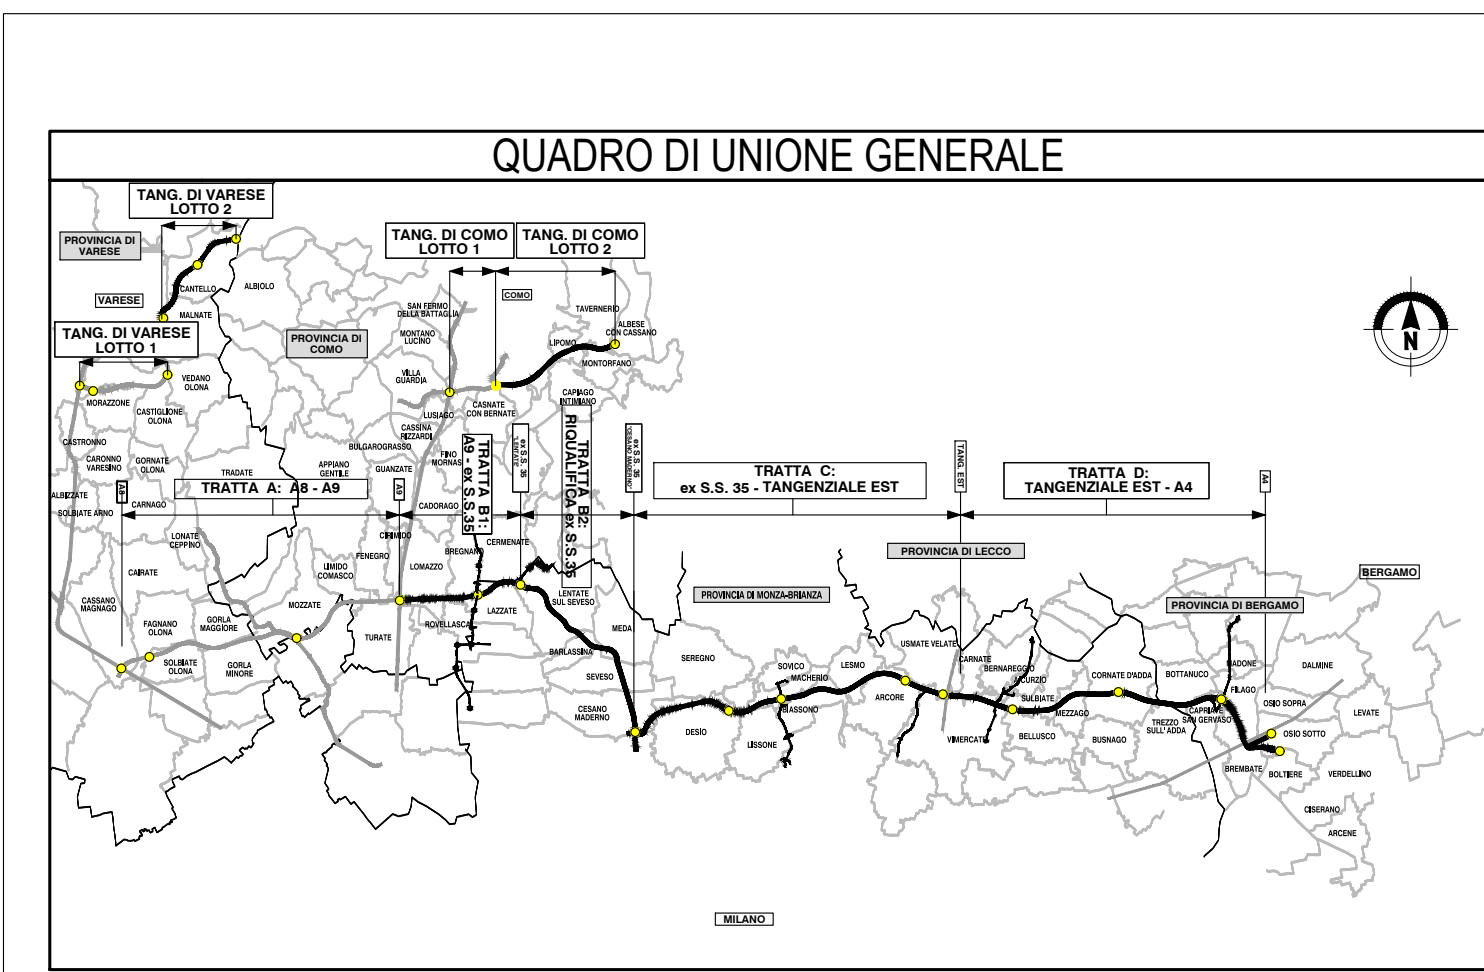 QUADRO DI UNIONE GENERALE
TANG. DI VARESE
LOTTO 2
PROVINCIA DI
VARESE
TANG. DI COMO
LOTTO 1
TANG. DI COMO
LOTTO 2
CANTELLO
ALBIOLO
VARESE
COMO
MALNATE
SAN FERMO
DELLA BATTAGLIA
TAVERNERIO
ALBESE
CON CASSANO
TANG. DI VARESE
LOTTO 1
PROVINCIA DI
COMO
MONTANO
LUCINO
LIPOMO
MONTORFANO
N
VILLA
GUARDIA
VEDANO
OLONA
MORAZZONE
CASTIGLIONE
OLONA
LUSIAGO
CASNATE
CON BERNATE
CAPIAGO
INTIMIANO
CASSINA
RIZZARDI
CASTRONNO
BULGAROGRASSO
CARONNO
VARESINO
GORNATE
OLONA
FINO
MORNAS
TRATTA B1:
A9 - ex S.S.35
ex S.S. 35
"LENTATE"
TRATTA B2:
RIQUALIFICA ex S.S.35
ex S.S. 35
"CESANO MADERNO"
TRADATE
APPIANO
GENTILE
GUANZATE
TRATTA C:
ex S.S. 35 - TANGENZIALE EST
TANG. EST
TRATTA D:
TANGENZIALE EST - A4
A4
ALBIZZATE
A8
TRATTA A: A8 - A9
A9
CARNAGO
SOLBIATE ARNO
CADORAGO
LONATE
CEPPINO
CIRIMIDO
CERMENATE
BREGNANO
FENEGRO
LOMAZZO
PROVINCIA DI LECCO
CAIRATE
LIMIDO
COMASCO
BERGAMO
CASSANO
MAGNAGO
MOZZATE
LENTATE
SUL SEVESO
PROVINCIA DI MONZA-BRIANZA
PROVINCIA DI BERGAMO
LAZZATE
FAGNANO
OLONA
GORLA
MAGGIORE
ROVELLASCA
TURATE
MEDA
USMATE VELATE
BARLASSINA
SEREGNO
SOVICO
MACHERIO
LESMO
CARNATE
BERNAREGGIO
SOLBIATE
OLONA
GORLA
MINORE
SEVESO
CORNATE D'ADDA
BOTTANUCO
MADONE
DALMINE
CURZIO
ARCORE
SULBIATE
FILAGO
OSIO SOPRA
CESANO
MADERNO
BIASSONO
MEZZAGO
CAPRIATE
SAN GERVASO
LEVATE
DESIO
LISSONE
VIMERCATE
BELLUSCO
BUSNAGO
TREZZO
SULL'ADDA
OSIO SOTTO
BREMBATE
BOLTIERE
VERDELLINO
CISERANO
ARCENE
MILANO